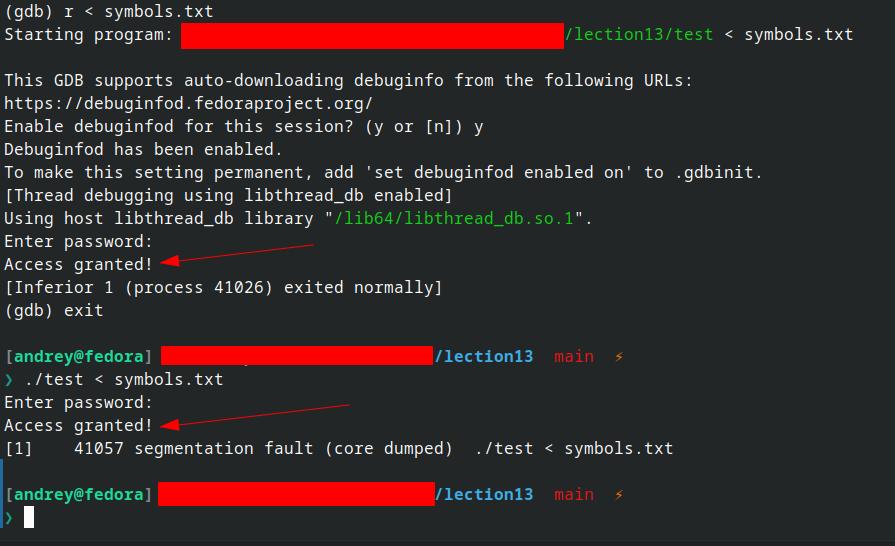 (gdb) r < symbols.txt
Starting program: /lection13/test < symbols.txt
This GDB supports auto-downloading debuginfo from the following URLs:
https://debuginfod.fedoraproject.org/
Enable debuginfod for this session? (y or [n]) y
Debuginfod has been enabled.
To make this setting permanent, add 'set debuginfod enabled on' to .gdbinit.
[Thread debugging using libthread_db enabled]
Using host libthread_db library "/lib64/libthread_db.so.1".
Enter password:
Access granted!
[Inferior 1 (process 41026) exited normally]
(gdb) exit
[andrey@fedora] /lection13 main ⚡
❯ ./test < symbols.txt
Enter password:
Access granted!
[1] 41057 segmentation fault (core dumped) ./test < symbols.txt
[andrey@fedora] /lection13 main ⚡
❯